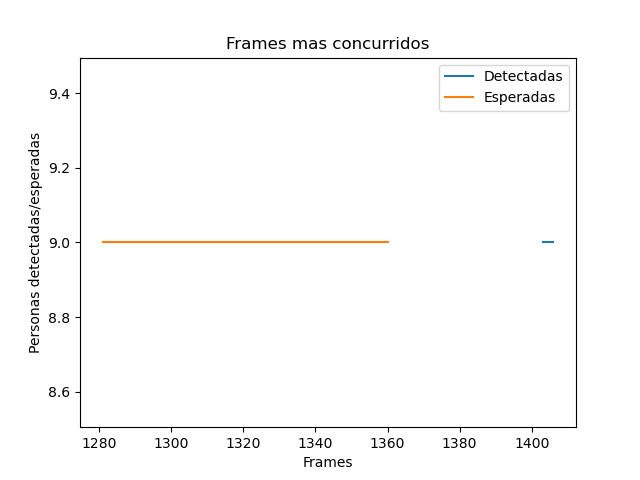 Frames mas concurridos
Detectadas
Esperadas
Personas detectadas/esperadas
9.4
9.2
9.0
8.8
8.6
1280 1300 1320 1340 1360 1380 1400
Frames